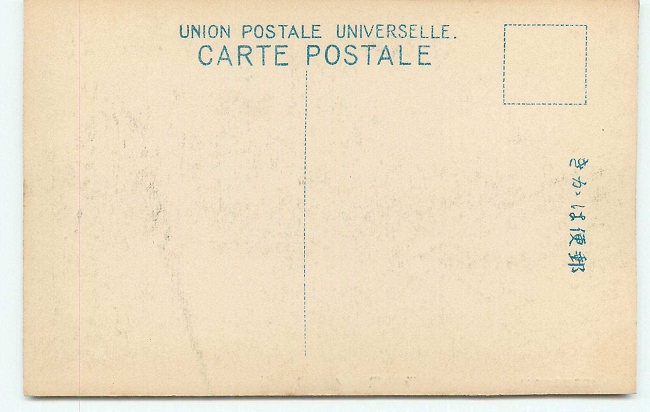 UNION POSTALE UNIVERSELLE.
CARTE POSTALE
きかは便郵